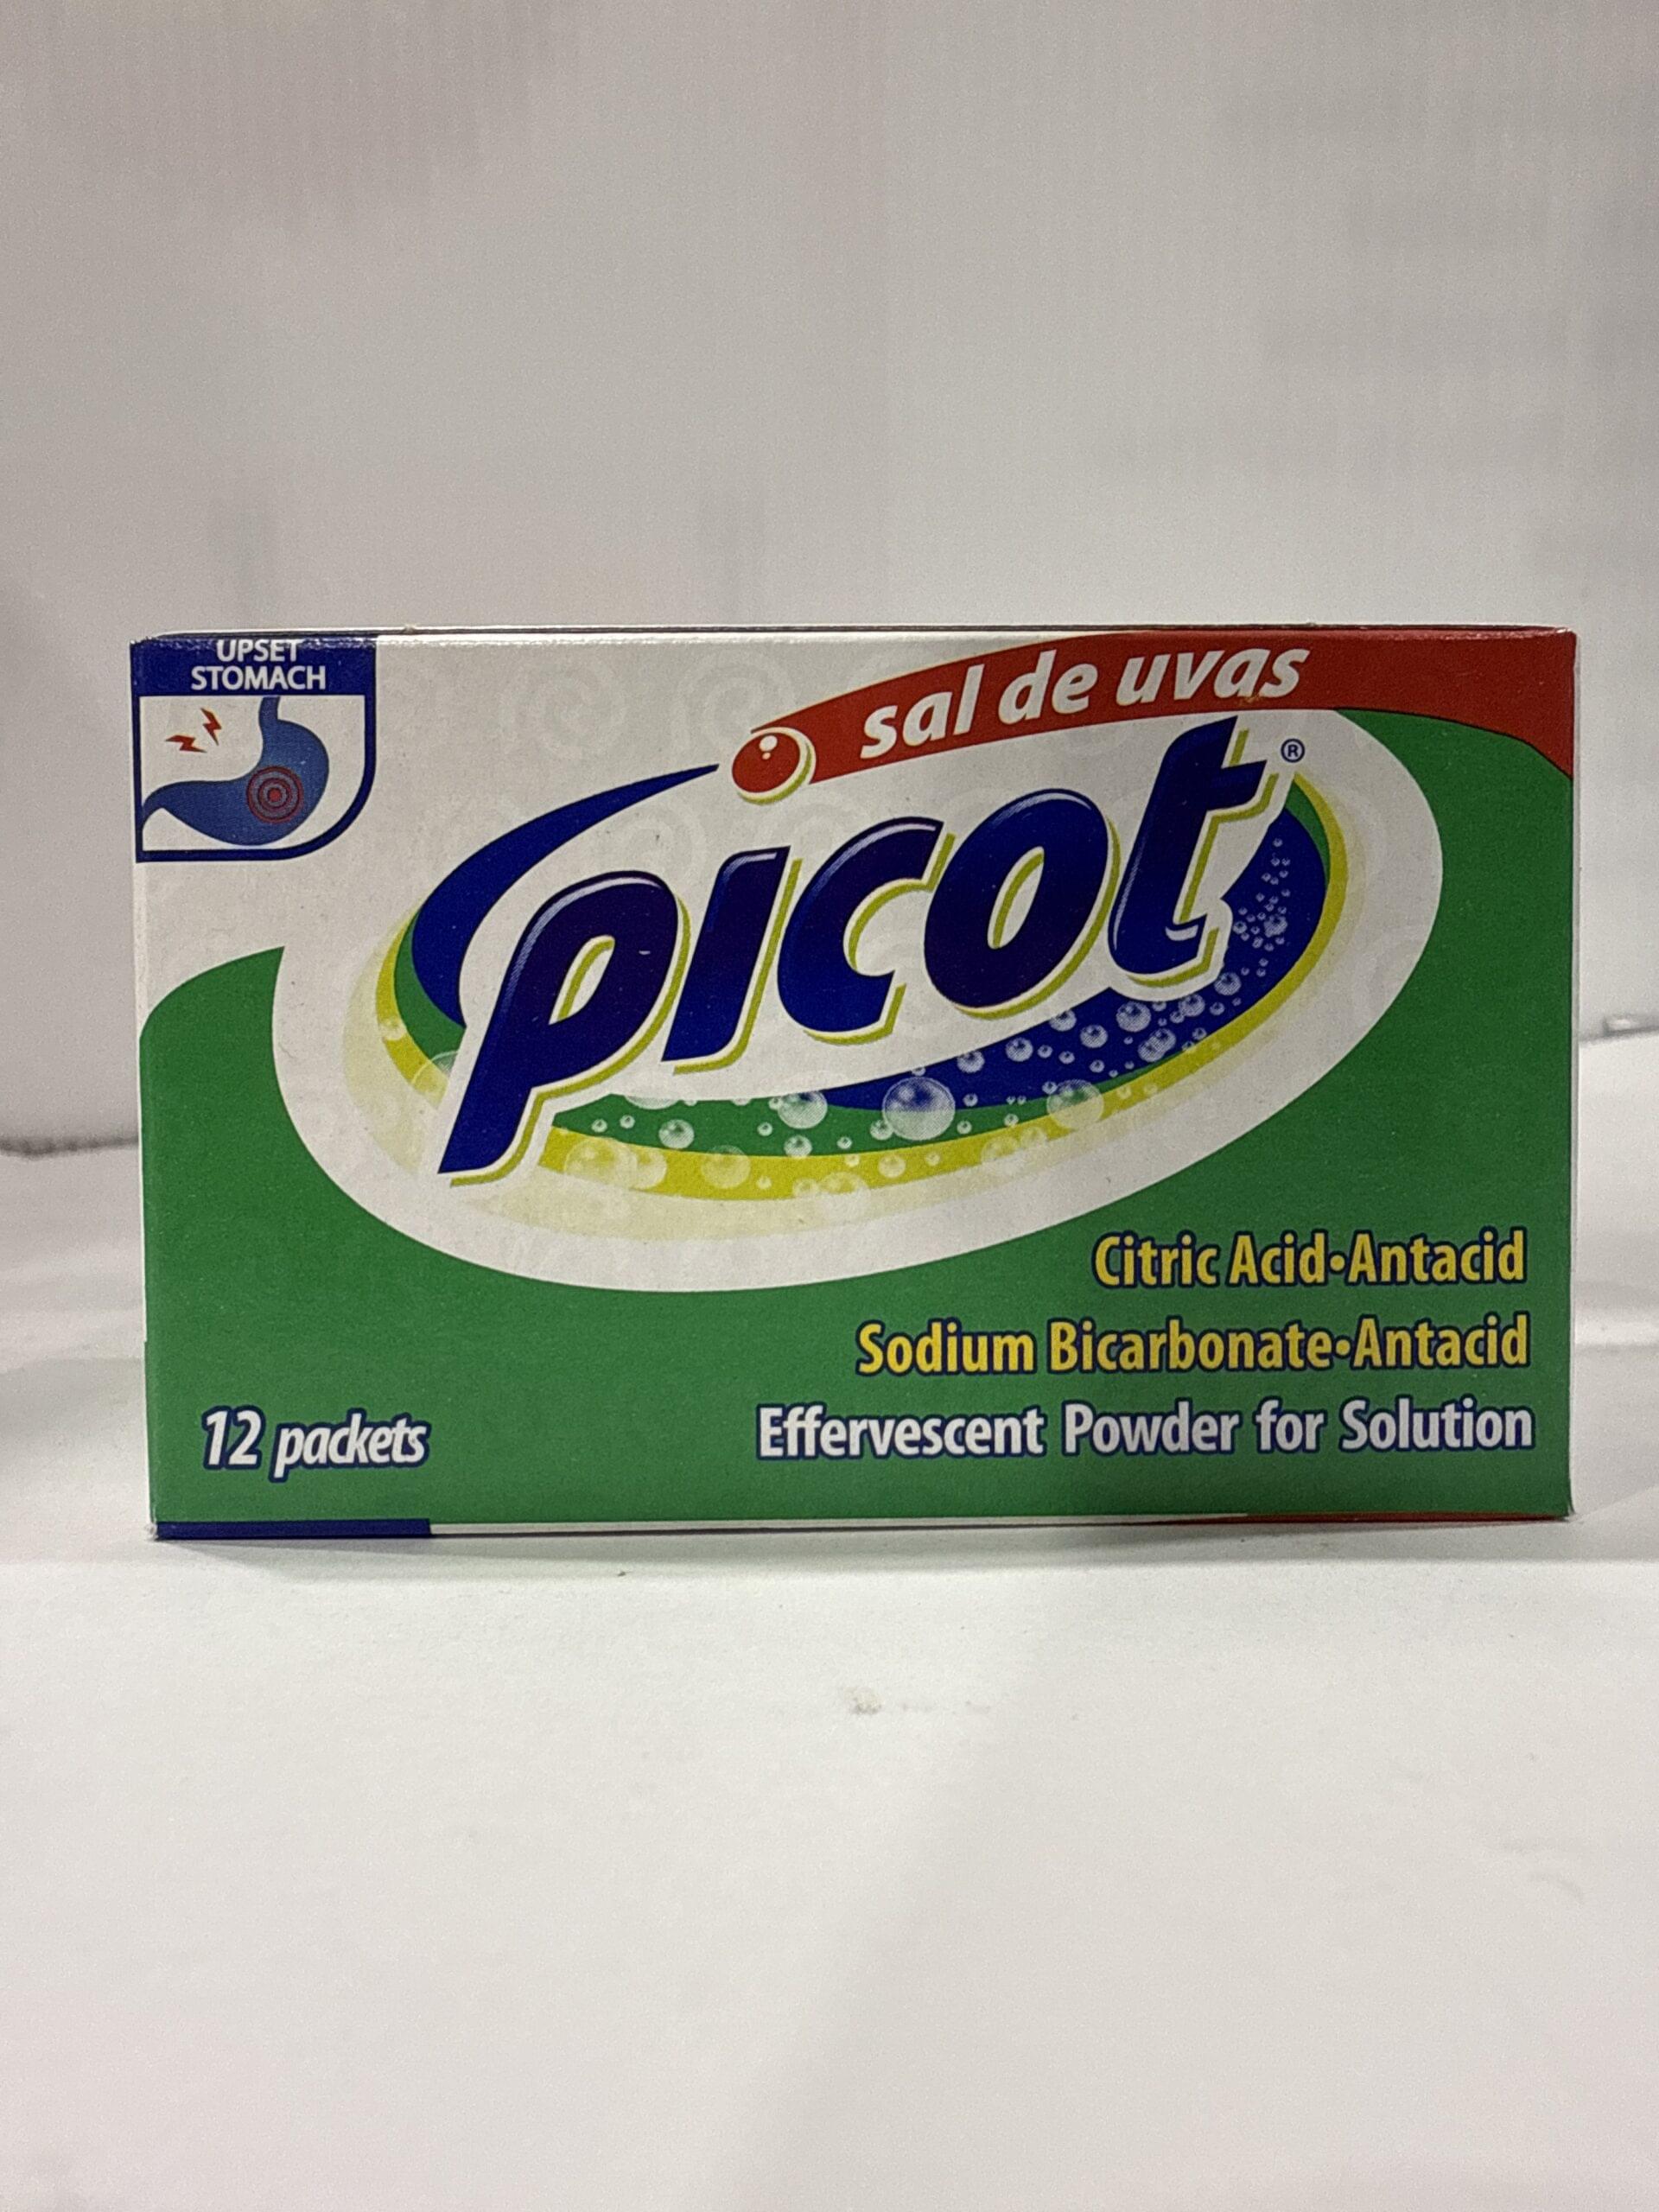 UPSET
STOMACH
sal de uvas
picot®
Citric Acid•Antacid
Sodium Bicarbonate•Antacid
12 packets
Effervescent Powder for Solution